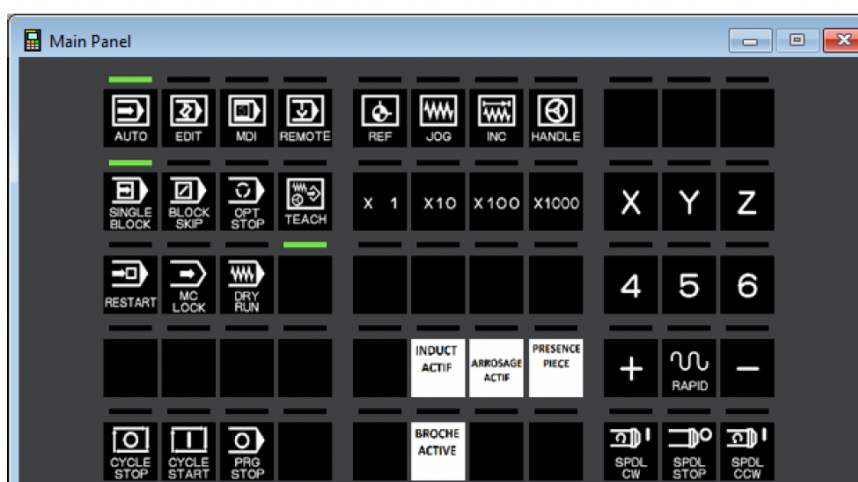 Main Panel
AUTO EDIT MDI REMOTE REF JOG INC HANDLE
SINGLE BLOCK BLOCK SKIP OPT STOP TEACH X 1 X10 X100 X1000 X Y Z
RESTART MC LOCK DRY RUN 4 5 6
INDUCT ACTIF ARROSAGE ACTIF PRESENCE PIECE + RAPID −
CYCLE STOP CYCLE START PRG STOP BROCHE ACTIVE SPDL CW SPDL STOP SPDL CCW